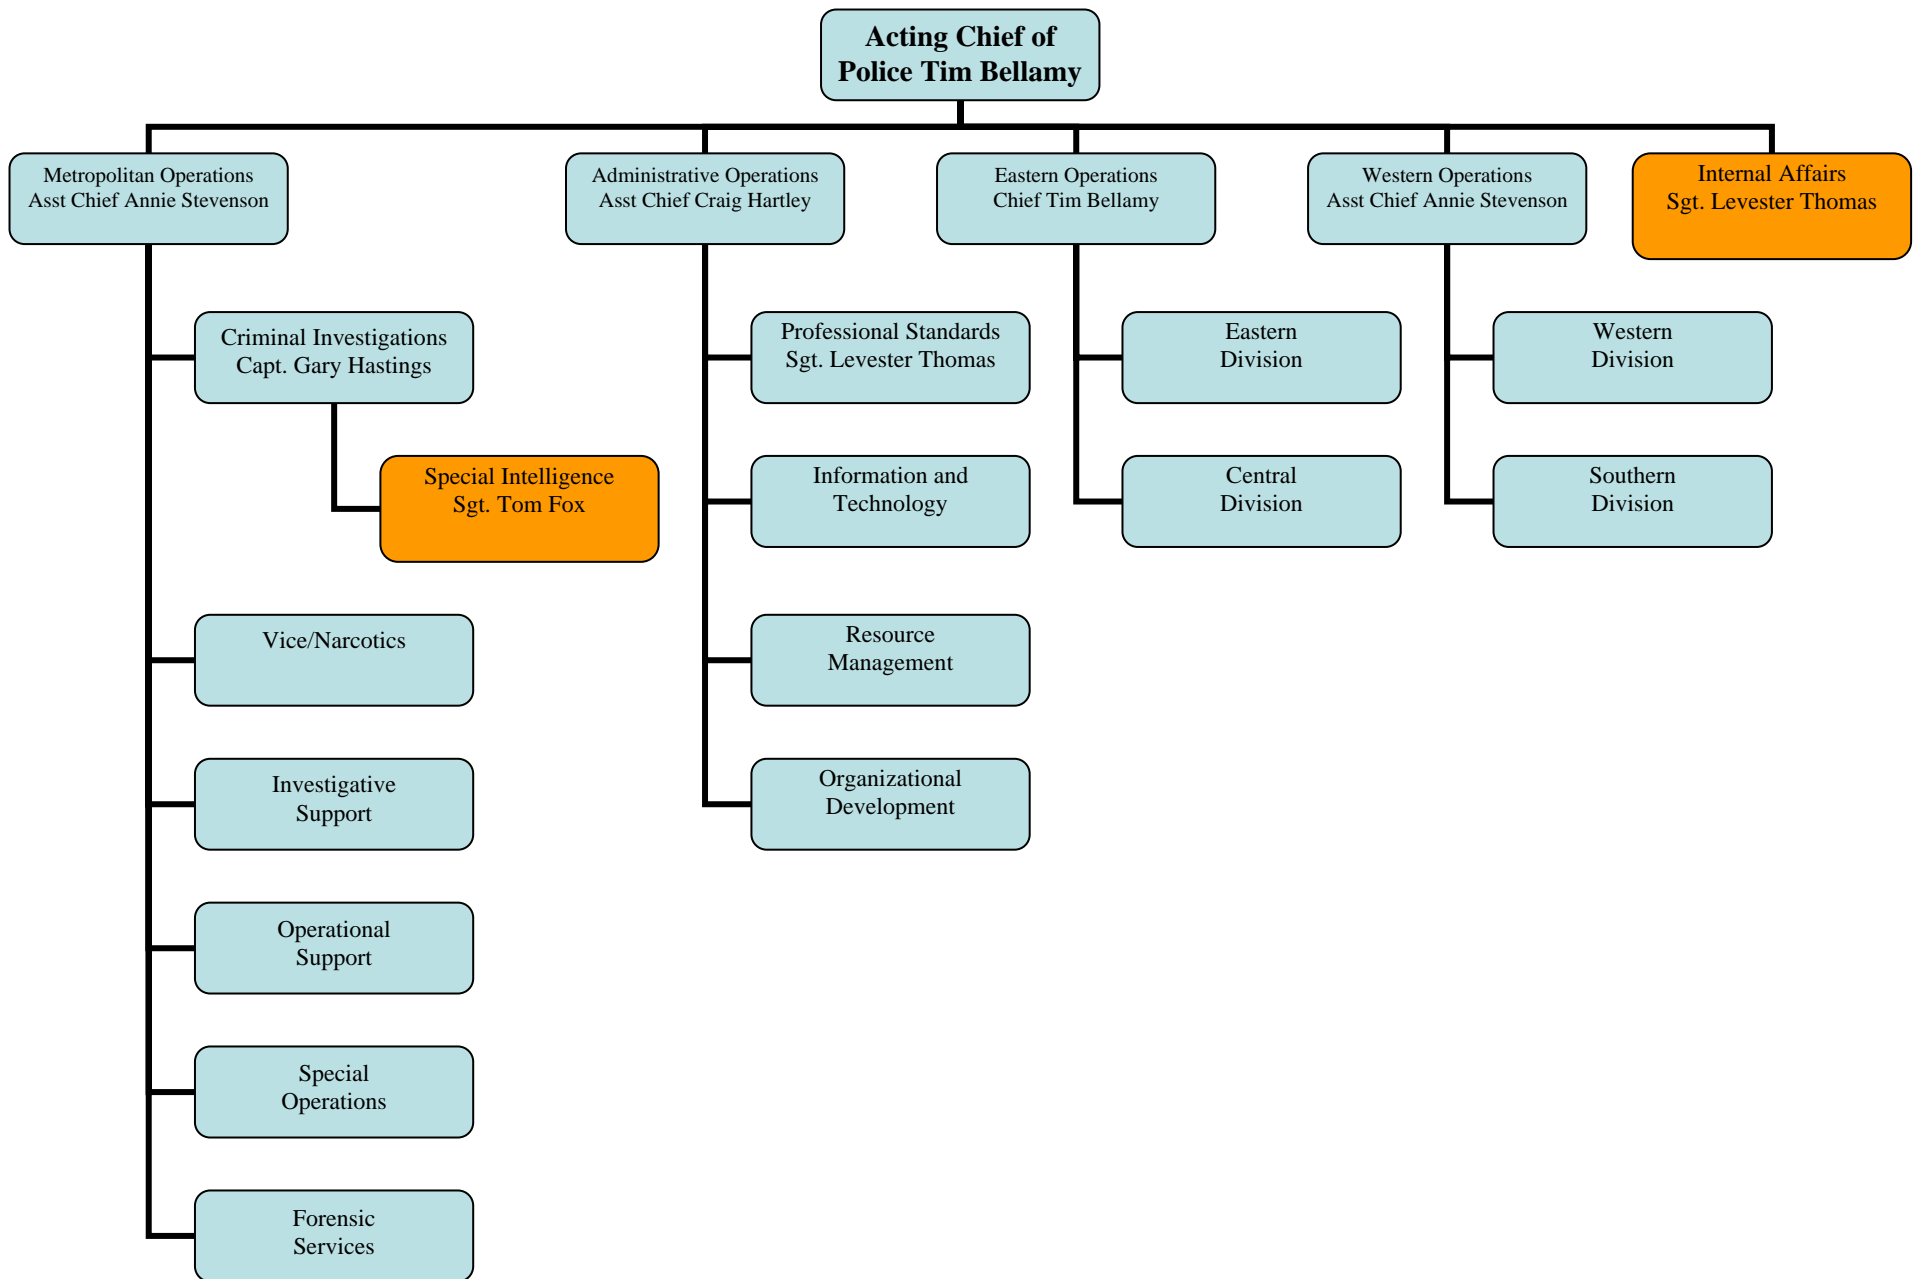 Acting Chief of
Police Tim Bellamy
Metropolitan Operations
Asst Chief Annie Stevenson
Administrative Operations
Asst Chief Craig Hartley
Eastern Operations
Chief Tim Bellamy
Western Operations
Asst Chief Annie Stevenson
Internal Affairs
Sgt. Levester Thomas
Criminal Investigations
Capt. Gary Hastings
Special Intelligence
Sgt. Tom Fox
Vice/Narcotics
Investigative
Support
Operational
Support
Special
Operations
Forensic
Services
Professional Standards
Sgt. Levester Thomas
Information and
Technology
Resource
Management
Organizational
Development
Eastern
Division
Central
Division
Western
Division
Southern
Division